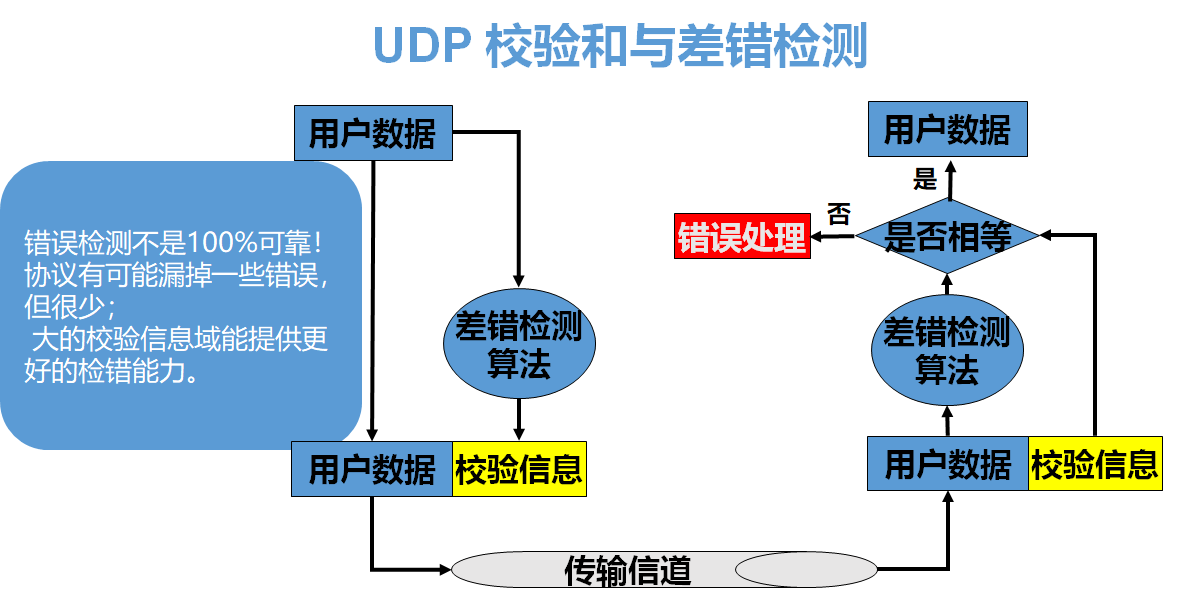 UDP 校验和与差错检测
用户数据
错误检测不是100%可靠！
协议有可能漏掉一些错误，
但很少；
大的校验信息域能提供更
好的检错能力。
差错检测
算法
用户数据
校验信息
传输信道
用户数据
校验信息
差错检测
算法
是否相等
否
错误处理
是
用户数据